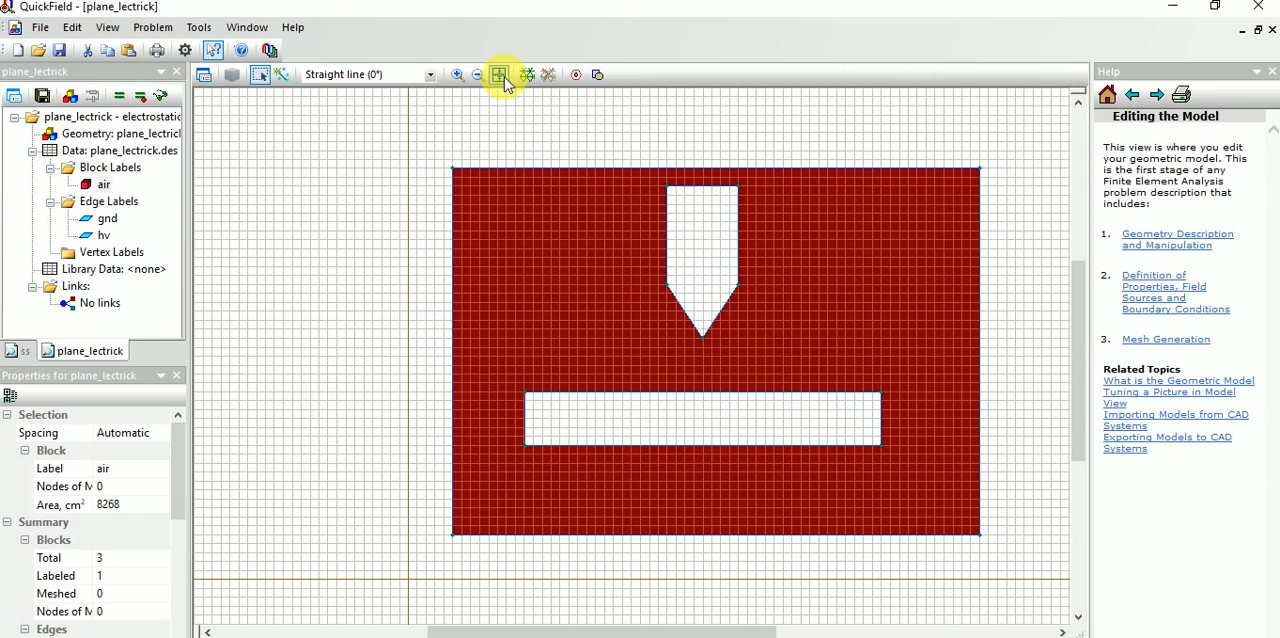 QuickField - [plane_lectrick]
File Edit View Problem Tools Window Help
plane_lectrick
Straight line (0°)
Help
plane_lectrick - electrostatic
Geometry: plane_lectric
Data: plane_lectrick.des
Block Labels
air
Edge Labels
gnd
hv
Vertex Labels
Library Data: <none>
Links:
No links
ss plane_lectrick
Properties for plane_lectrick
Selection
Spacing Automatic
Block
Label air
Nodes of M 0
Area, cm² 8268
Summary
Blocks
Total 3
Labeled 1
Meshed 0
Nodes of M 0
Edges
Editing the Model
This view is where you edit
your geometric model. This
is the first stage of any
Finite Element Analysis
problem description that
includes:
1. Geometry Description
and Manipulation
2. Definition of
Properties, Field
Sources and
Boundary Conditions
3. Mesh Generation
Related Topics
What is the Geometric Model
Tuning a Picture in Model
View
Importing Models from CAD
Systems
Exporting Models to CAD
Systems